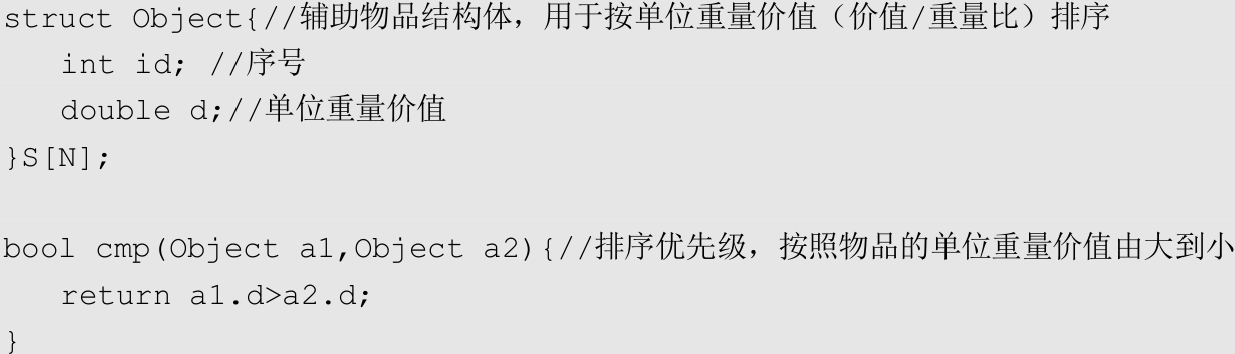 struct Object{//辅助物品结构体，用于按单位重量价值（价值/重量比）排序
int id; //序号
double d;//单位重量价值
}S[N];
bool cmp(Object a1,Object a2){//排序优先级，按照物品的单位重量价值由大到小
return a1.d>a2.d;
}